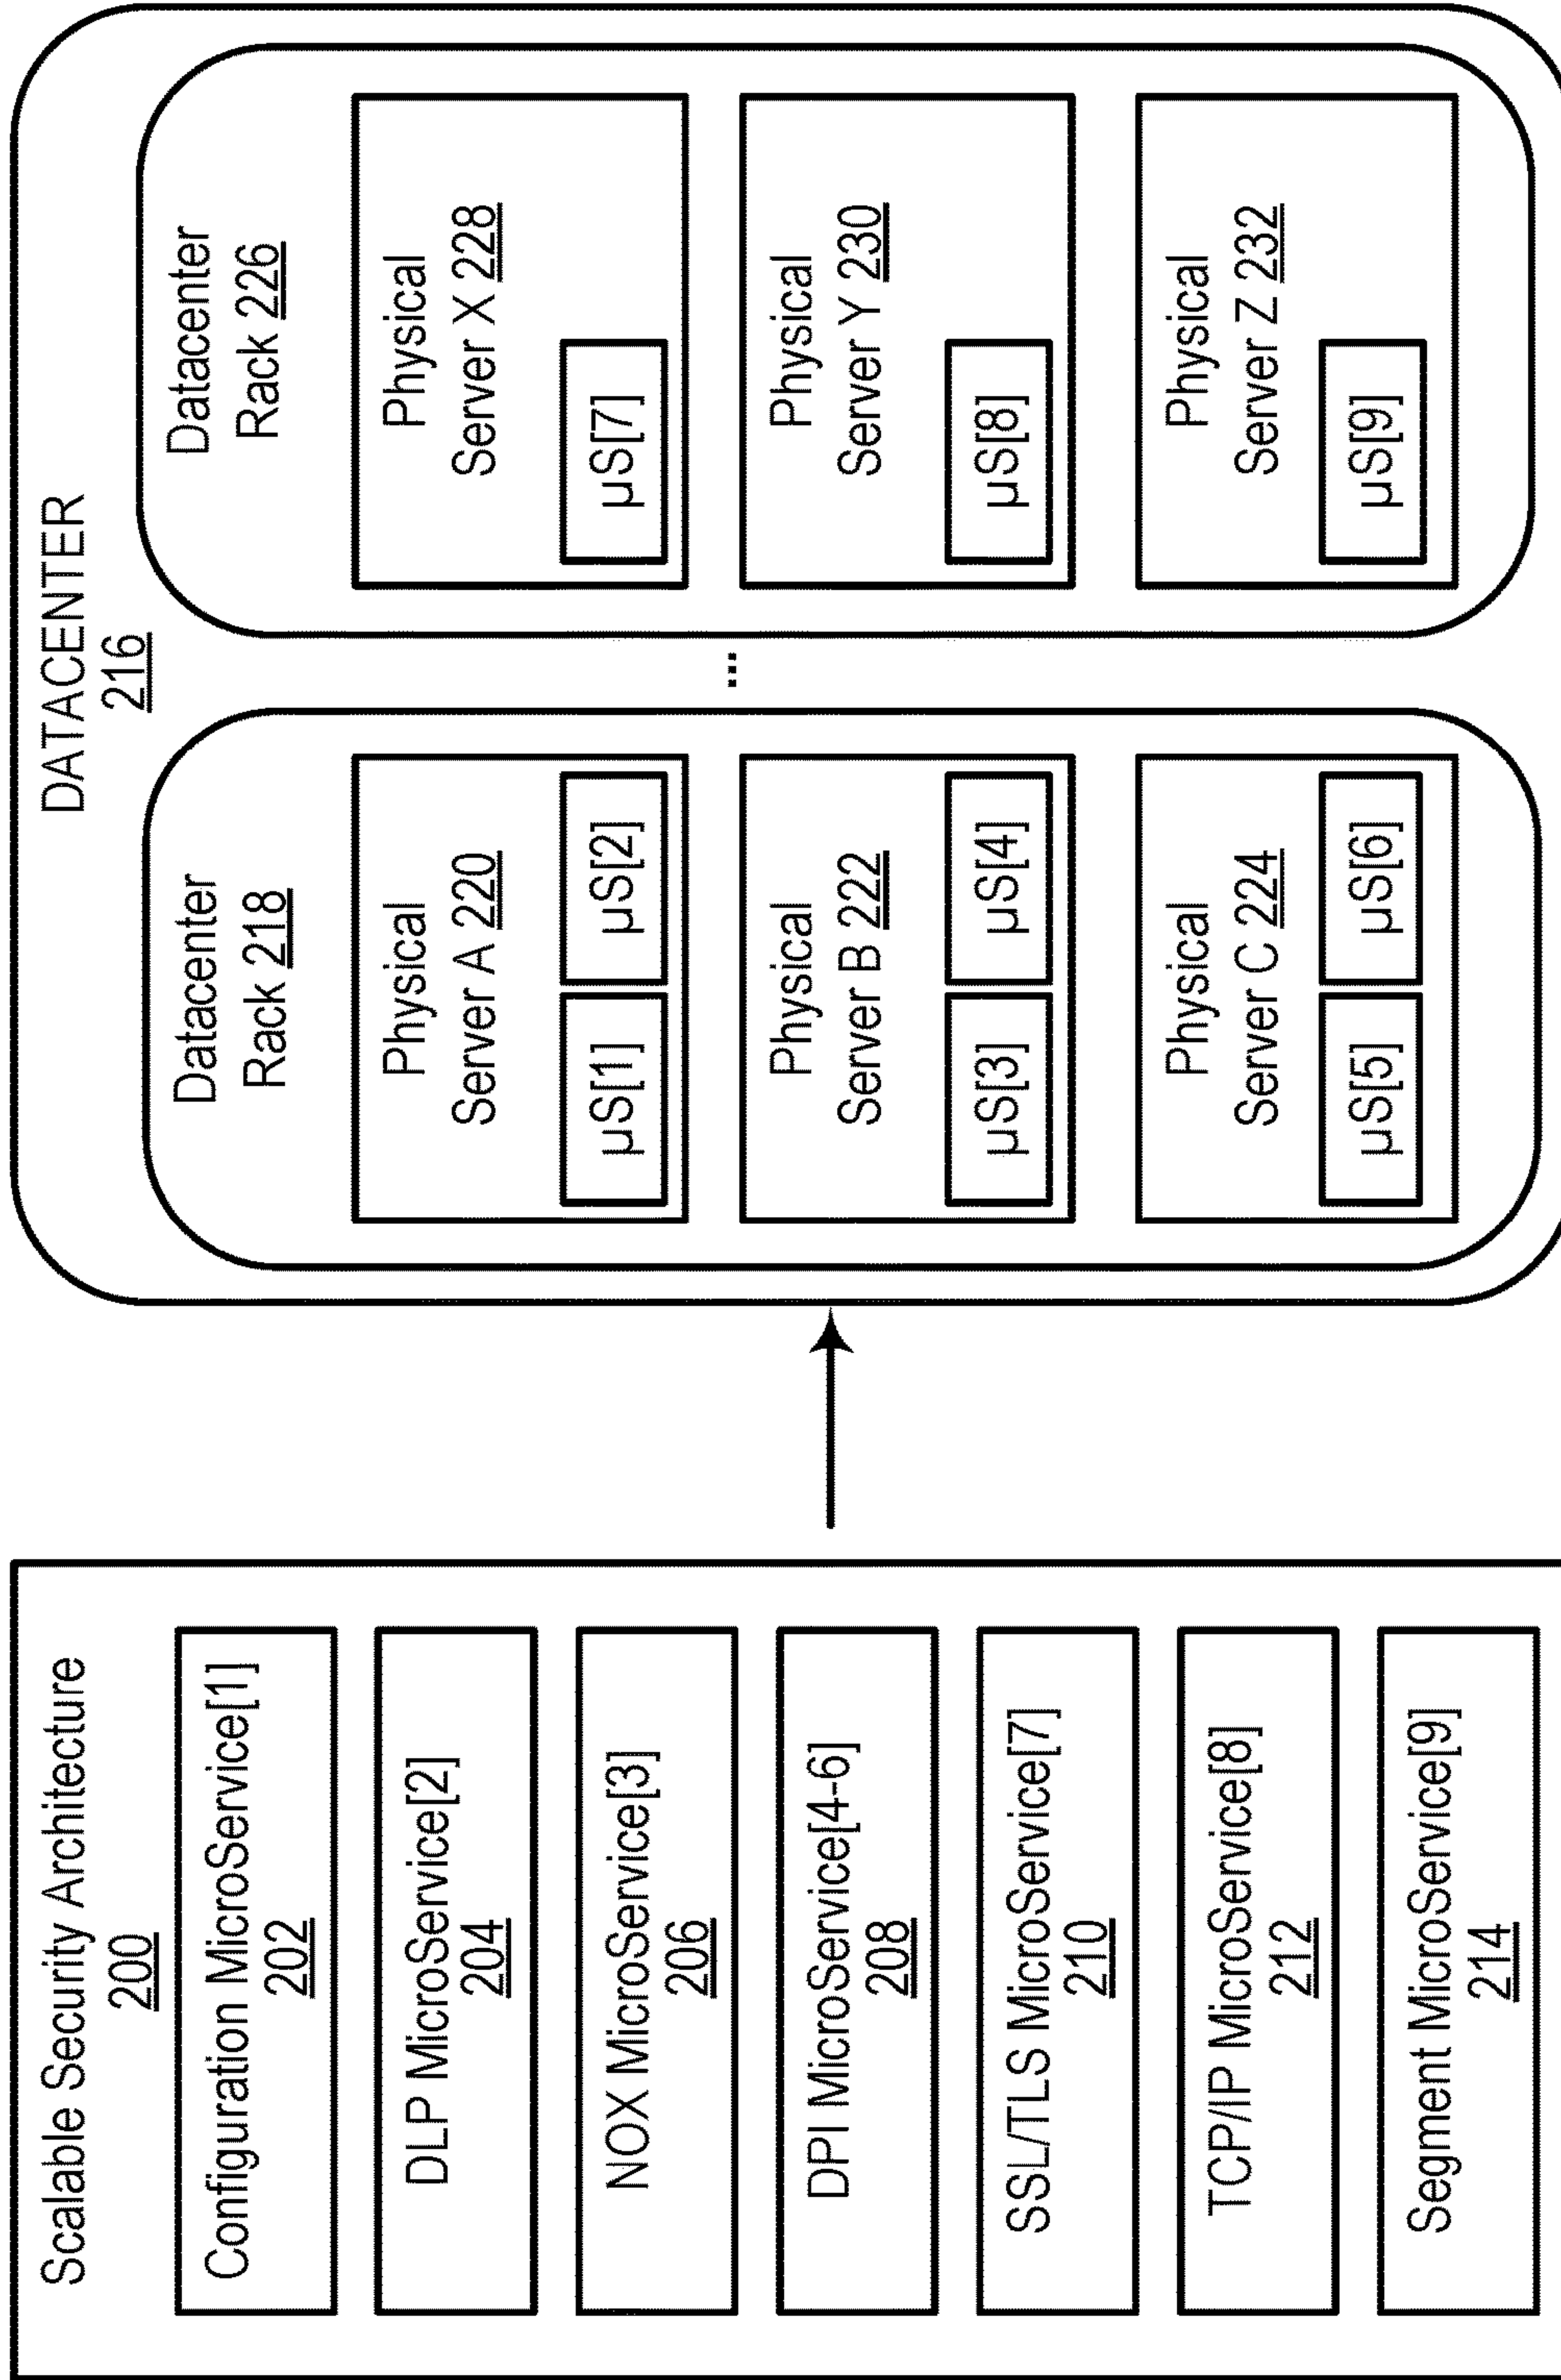 Scalable Security Architecture
200
Configuration MicroService[1]
202
DLP MicroService[2]
204
NOX MicroService[3]
206
DPI MicroService[4-6]
208
SSL/TLS MicroService[7]
210
TCP/IP MicroService[8]
212
Segment MicroService[9]
214
DATACENTER
216
Datacenter
Rack 218
Physical
Server A 220
µS[1]
µS[2]
Physical
Server B 222
µS[3]
µS[4]
Physical
Server C 224
µS[5]
µS[6]
...
Datacenter
Rack 226
Physical
Server X 228
µS[7]
Physical
Server Y 230
µS[8]
Physical
Server Z 232
µS[9]